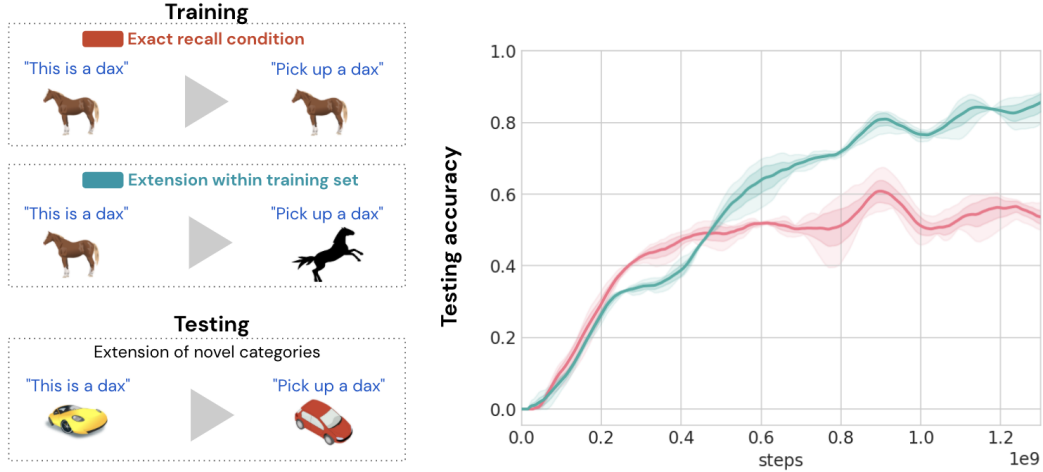 Training
Exact recall condition
"This is a dax"
"Pick up a dax"
Extension within training set
"This is a dax"
"Pick up a dax"
Testing
Extension of novel categories
"This is a dax"
"Pick up a dax"
Testing accuracy
1.0
0.8
0.6
0.4
0.2
0.0
0.0 0.2 0.4 0.6 0.8 1.0 1.2
steps
1e9